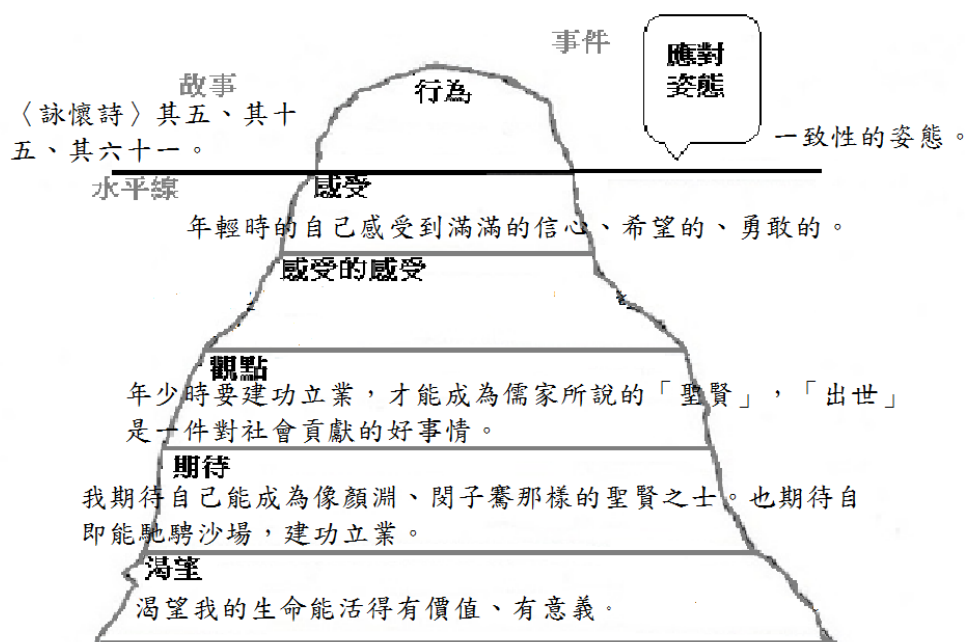 事件
應對
姿態
故事
行為
〈詠懷詩〉其五、其十
五、其六十一。
一致性的姿態。
水平線
感受
年輕時的自己感受到滿滿的信心、希望的、勇敢的。
感受的感受
觀點
年少時要建功立業，才能成為儒家所說的「聖賢」，「出世」
是一件對社會貢獻的好事情。
期待
我期待自己能成為像顏淵、閔子騫那樣的聖賢之士。也期待自
即能馳騁沙場，建功立業。
渴望
渴望我的生命能活得有價值、有意義。